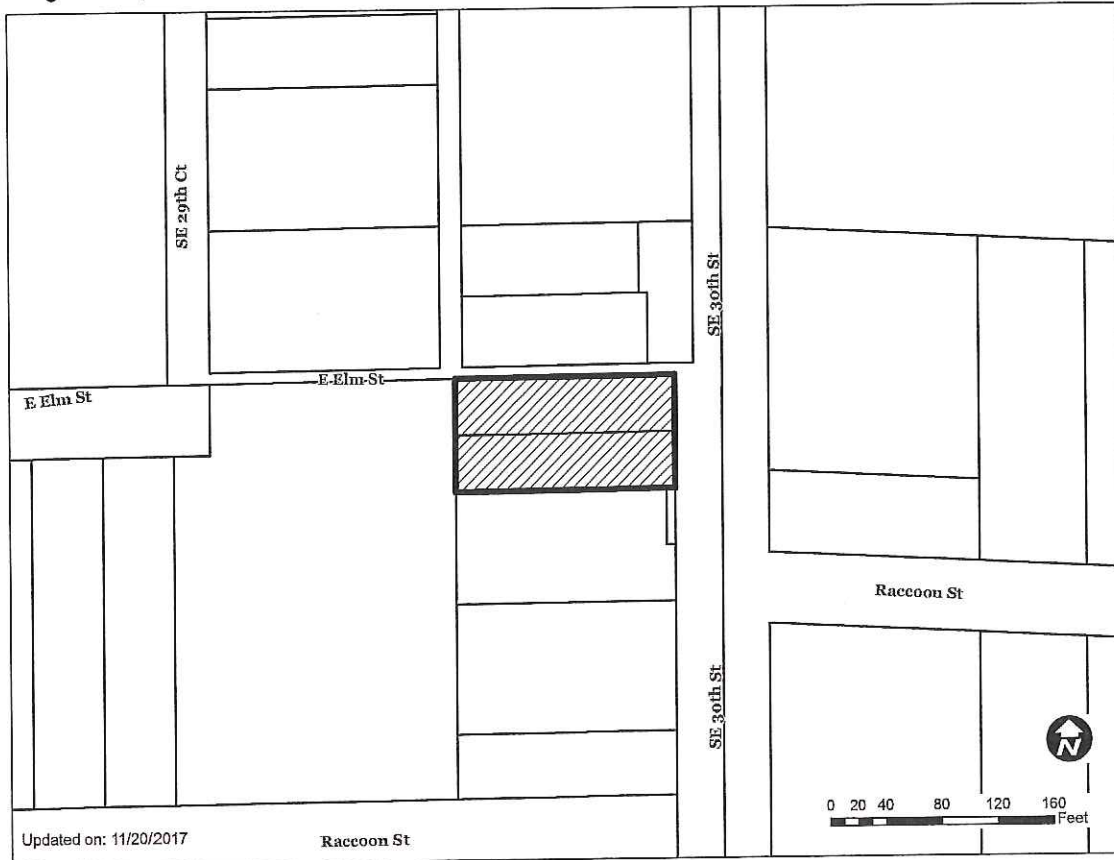 SE 29th Ct
SE 30th St
E Elm St
E Elm St
Raccoon St
SE 30th St
N
0 20 40 80 120 160
Feet
Updated on: 11/20/2017
Raccoon St